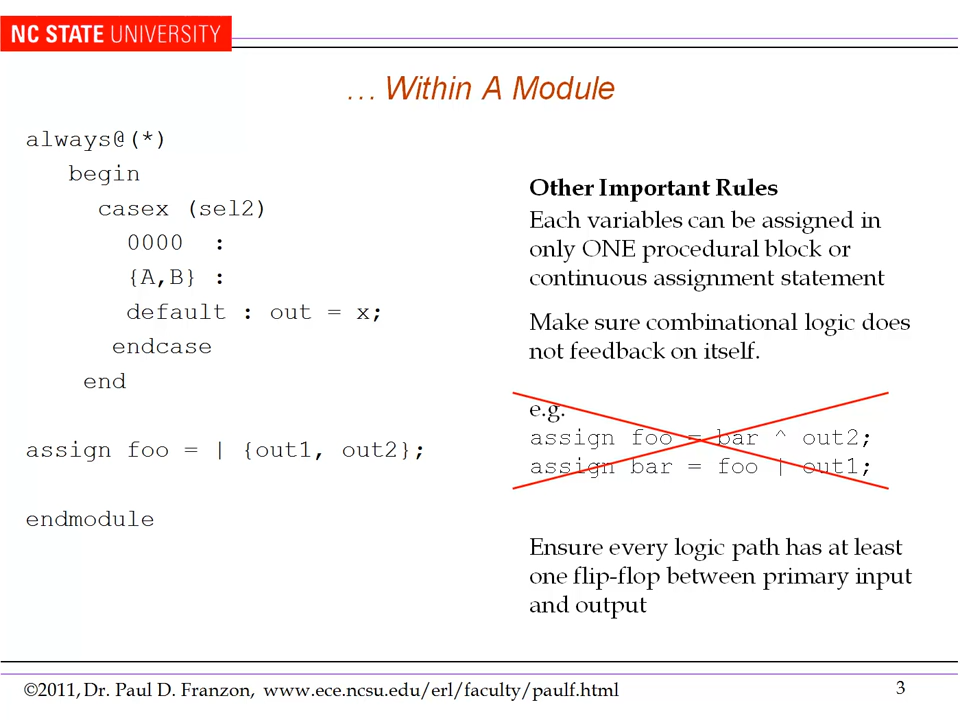 NC STATE UNIVERSITY
… Within A Module
always@(*)
begin
casex (sel2)
0000 :
{A,B} :
default : out = x;
endcase
end
assign foo = | {out1, out2};
endmodule
Other Important Rules
Each variables can be assigned in
only ONE procedural block or
continuous assignment statement
Make sure combinational logic does
not feedback on itself.
e.g.
assign foo = bar ^ out2;
assign bar = foo | out1;
Ensure every logic path has at least
one flip-flop between primary input
and output
©2011, Dr. Paul D. Franzon, www.ece.ncsu.edu/erl/faculty/paulf.html
3